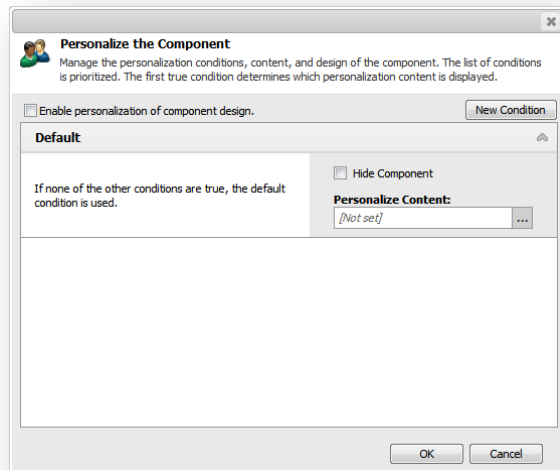 Personalize the Component
Manage the personalization conditions, content, and design of the component. The list of conditions
is prioritized. The first true condition determines which personalization content is displayed.
Enable personalization of component design.
New Condition
Default
If none of the other conditions are true, the default
condition is used.
Hide Component
Personalize Content:
[Not set]
...
OK
Cancel